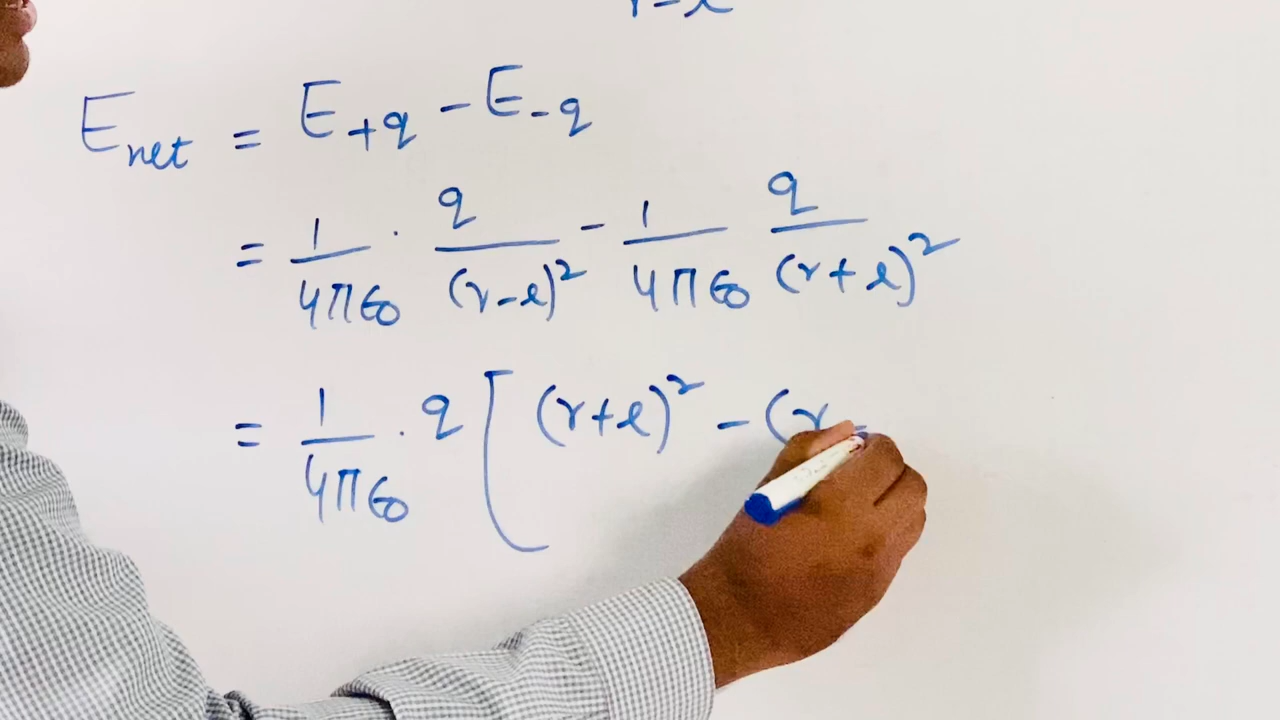 r-l
E_net = E_+q - E_-q
= 1/4πε0 . q/(r-l)² - 1/4πε0 q/(r+l)²
= 1/4πε0 . q [ (r+l)² - (r-